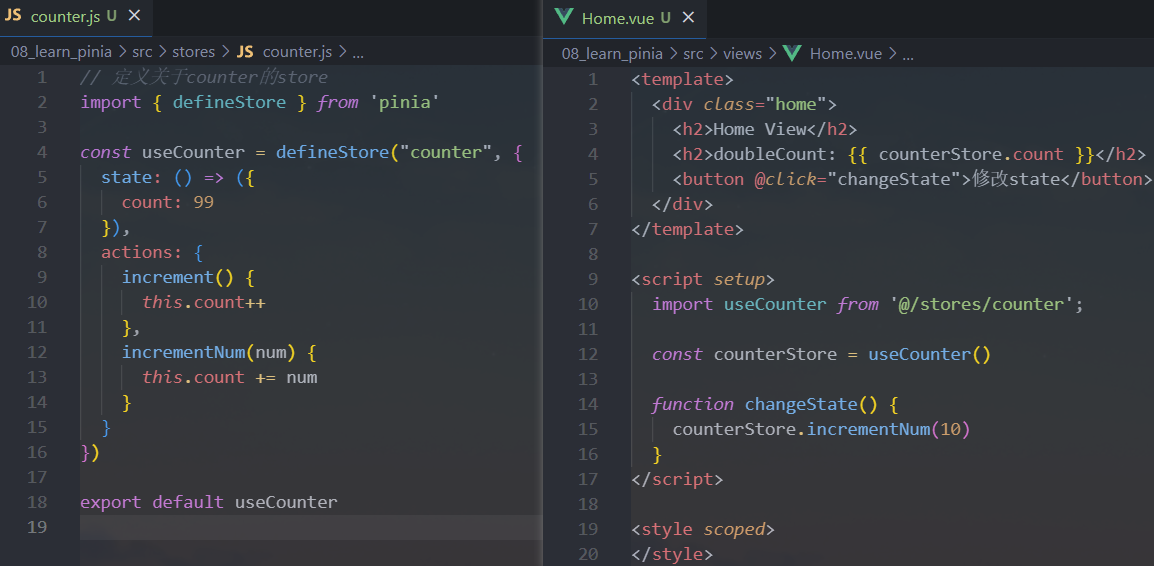 JS counter.js U ×
08_learn_pinia > src > stores > JS counter.js > ...
1 // 定义关于counter的store
2 import { defineStore } from 'pinia'
3
4 const useCounter = defineStore("counter", {
5 state: () => ({
6 count: 99
7 }),
8 actions: {
9 increment() {
10 this.count++
11 },
12 incrementNum(num) {
13 this.count += num
14 }
15 }
16 })
17
18 export default useCounter
19
Home.vue U ×
08_learn_pinia > src > views > Home.vue > ...
1 <template>
2 <div class="home">
3 <h2>Home View</h2>
4 <h2>doubleCount: {{ counterStore.count }}</h2>
5 <button @click="changeState">修改state</button>
6 </div>
7 </template>
8
9 <script setup>
10 import useCounter from '@/stores/counter';
11
12 const counterStore = useCounter()
13
14 function changeState() {
15 counterStore.incrementNum(10)
16 }
17 </script>
18
19 <style scoped>
20 </style>